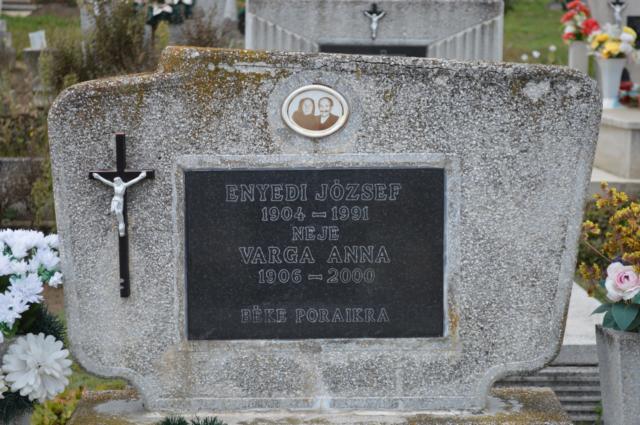 ENYEDI JÓZSEF
1904 – 1991
NEJE
VARGA ANNA
1906 – 2000
BÉKE PORAIKRA